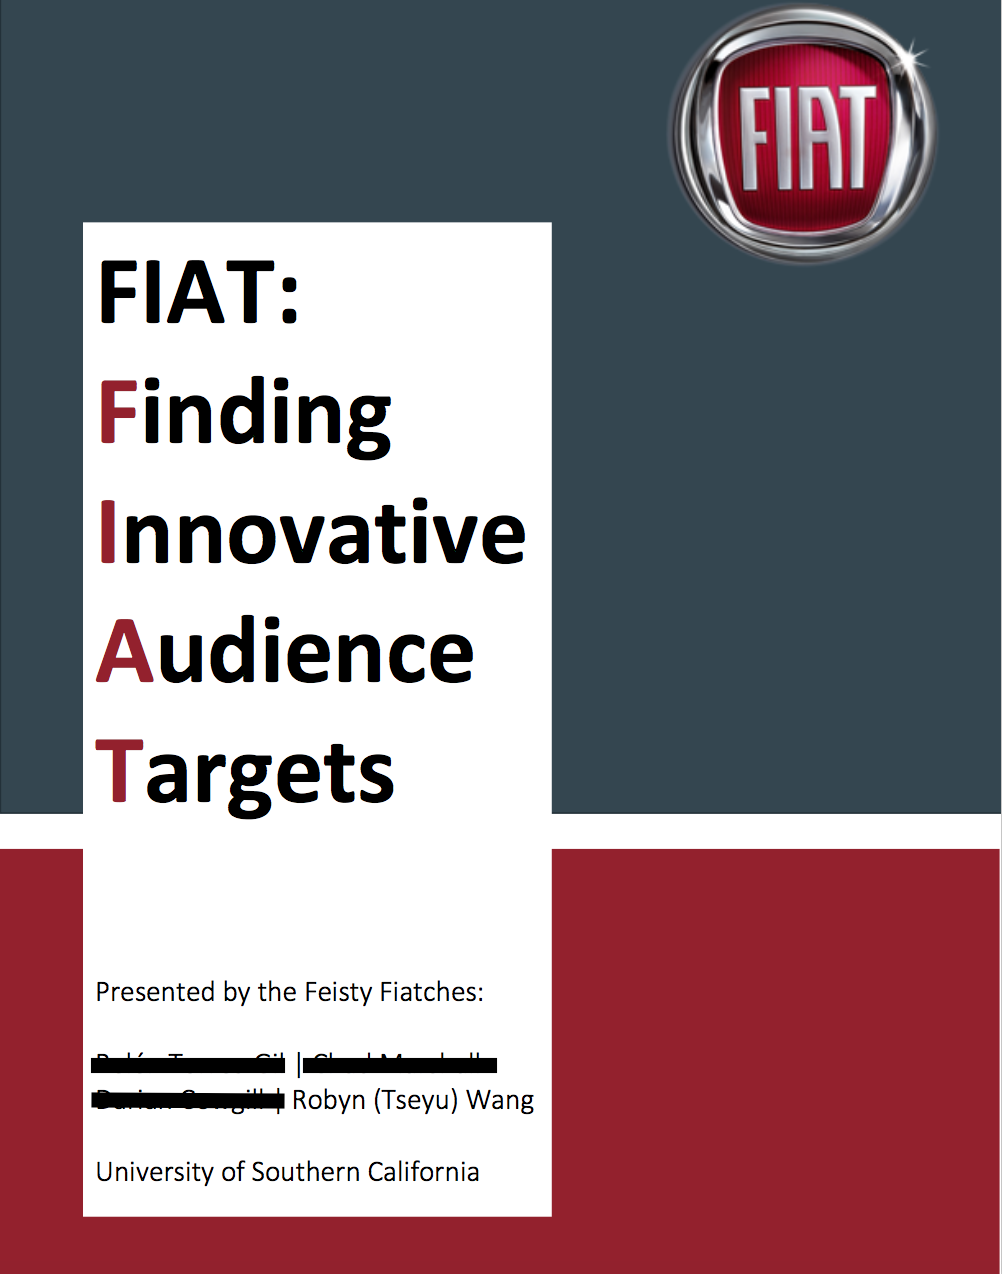 FIAT
FIAT:
Finding
Innovative
Audience
Targets
Presented by the Feisty Fiatches:
|
| Robyn (Tseyu) Wang
University of Southern California